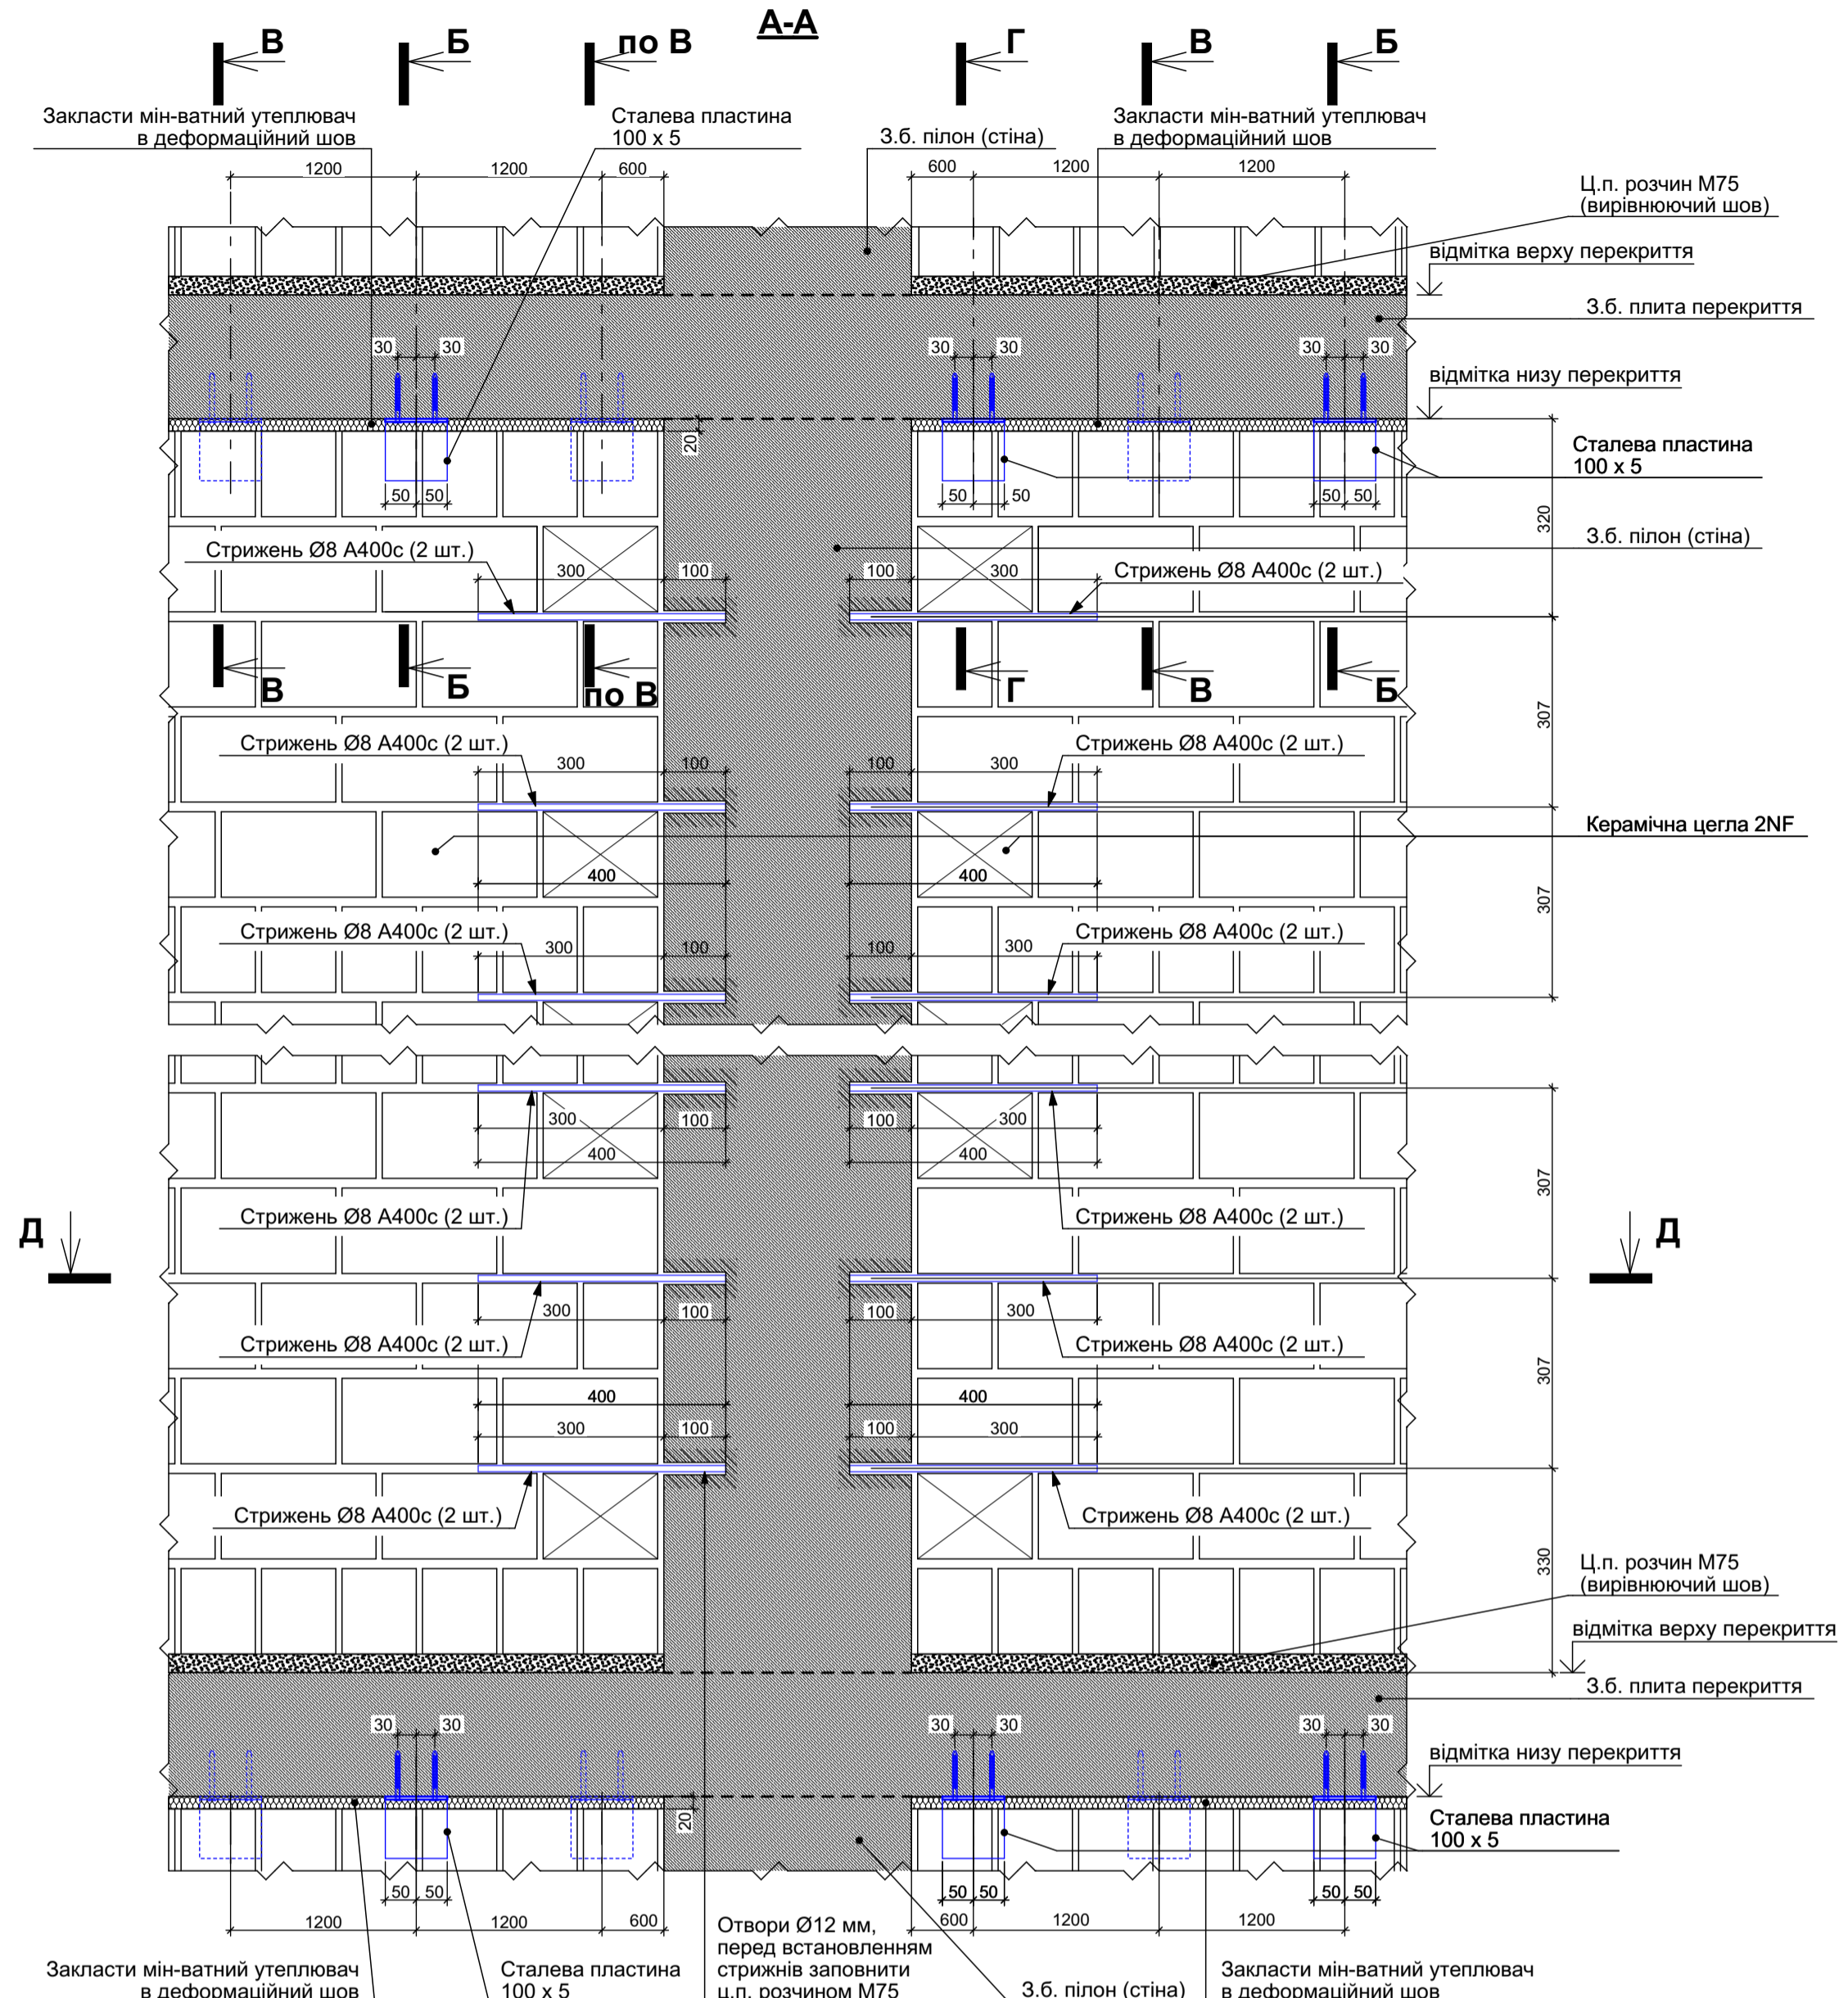 А-А
В
Б
по В
Г
В
Б
Закласти мін-ватний утеплювач
в деформаційний шов
Сталева пластина
100 х 5
З.б. пілон (стіна)
Закласти мін-ватний утеплювач
в деформаційний шов
1200
1200
600
600
1200
1200
Ц.п. розчин М75
(вирівнюючий шов)
відмітка верху перекриття
З.б. плита перекриття
30
30
30
30
30
30
відмітка низу перекриття
20
Сталева пластина
100 х 5
50
50
50
50
50
50
320
З.б. пілон (стіна)
Стрижень Ø8 А400с (2 шт.)
300
100
100
300
Стрижень Ø8 А400с (2 шт.)
В
Б
по В
Г
В
Б
307
Стрижень Ø8 А400с (2 шт.)
Стрижень Ø8 А400с (2 шт.)
300
100
100
300
Керамічна цегла 2NF
400
400
307
Стрижень Ø8 А400с (2 шт.)
Стрижень Ø8 А400с (2 шт.)
300
100
100
300
300
100
100
300
400
400
307
Стрижень Ø8 А400с (2 шт.)
Стрижень Ø8 А400с (2 шт.)
Д
Д
300
100
100
300
Стрижень Ø8 А400с (2 шт.)
Стрижень Ø8 А400с (2 шт.)
307
400
400
300
100
100
300
Стрижень Ø8 А400с (2 шт.)
Стрижень Ø8 А400с (2 шт.)
330
Ц.п. розчин М75
(вирівнюючий шов)
відмітка верху перекриття
З.б. плита перекриття
30
30
30
30
30
30
відмітка низу перекриття
20
Сталева пластина
100 х 5
50
50
50
50
50
50
1200
1200
600
600
1200
1200
Отвори Ø12 мм,
перед встановленням
стрижнів заповнити
ц.п. розчином М75
Закласти мін-ватний утеплювач
в деформаційний шов
Сталева пластина
100 х 5
З.б. пілон (стіна)
Закласти мін-ватний утеплювач
в деформаційний шов